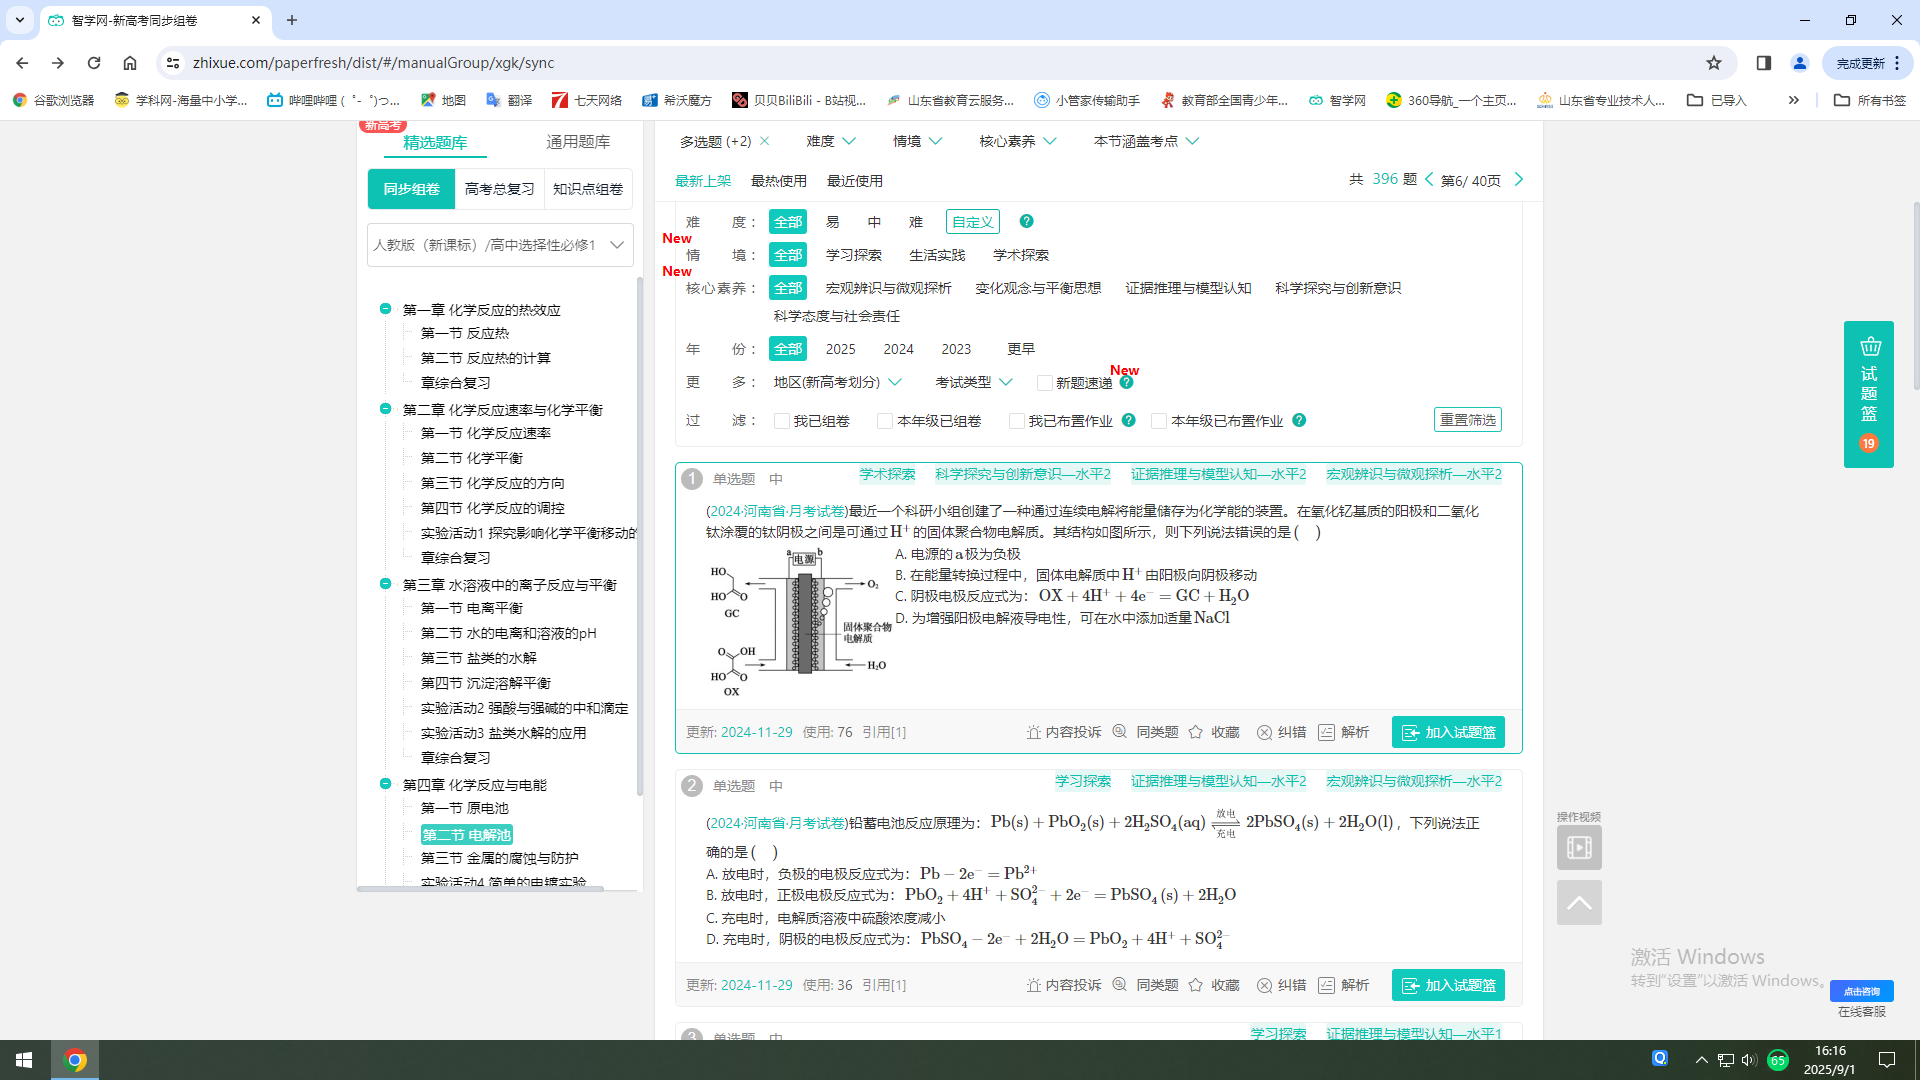 智学网-新高考同步组卷
zhixue.com/paperfresh/dist/#/manualGroup/xgk/sync
完成更新
谷歌浏览器 学科网-海量中小学... 哔哩哔哩 (゜-゜)つ... 地图 翻译 七天网络 希沃魔方 贝贝BiliBili - B站视... 山东省教育云服务... 小管家传输助手 教育部全国青少年... 智学网 360导航_一个主页... 山东省专业技术人... 已导入 » 所有书签
新高考
精选题库 通用题库
同步组卷 高考总复习 知识点组卷
人教版（新课标）/高中选择性必修1
第一章 化学反应的热效应
第一节 反应热
第二节 反应热的计算
章综合复习
第二章 化学反应速率与化学平衡
第一节 化学反应速率
第二节 化学平衡
第三节 化学反应的方向
第四节 化学反应的调控
实验活动1 探究影响化学平衡移动的
章综合复习
第三章 水溶液中的离子反应与平衡
第一节 电离平衡
第二节 水的电离和溶液的pH
第三节 盐类的水解
第四节 沉淀溶解平衡
实验活动2 强酸与强碱的中和滴定
实验活动3 盐类水解的应用
章综合复习
第四章 化学反应与电能
第一节 原电池
第二节 电解池
第三节 金属的腐蚀与防护
实验活动4 简单的电镀实验
多选题 (+2) 难度 情境 核心素养 本节涵盖考点
最新上架 最热使用 最近使用 共 396 题 第6/ 40页
难 度： 全部 易 中 难 自定义
New
情 境： 全部 学习探索 生活实践 学术探索
New
核心素养： 全部 宏观辨识与微观探析 变化观念与平衡思想 证据推理与模型认知 科学探究与创新意识
科学态度与社会责任
年 份： 全部 2025 2024 2023 更早
更 多： 地区(新高考划分) 考试类型 新题速递 New
过 滤： 我已组卷 本年级已组卷 我已布置作业 本年级已布置作业 重置筛选
1 单选题 中 学术探索 科学探究与创新意识—水平2 证据推理与模型认知—水平2 宏观辨识与微观探析—水平2
(2024·河南省·月考试卷)最近一个科研小组创建了一种通过连续电解将能量储存为化学能的装置。在氧化钇基质的阳极和二氧化
钛涂覆的钛阴极之间是可通过H⁺的固体聚合物电解质。其结构如图所示，则下列说法错误的是( )
a 电源 b
HO
HO O
GC
O₂
固体聚合物
电解质
O OH
HO O
OX
H₂O
A. 电源的a极为负极
B. 在能量转换过程中，固体电解质中H⁺由阳极向阴极移动
C. 阴极电极反应式为：OX + 4H⁺ + 4e⁻ = GC + H₂O
D. 为增强阳极电解液导电性，可在水中添加适量NaCl
更新: 2024-11-29 使用: 76 引用[1] 内容投诉 同类题 收藏 纠错 解析 加入试题篮
2 单选题 中 学习探索 证据推理与模型认知—水平2 宏观辨识与微观探析—水平2
(2024·河南省·月考试卷)铅蓄电池反应原理为：Pb(s) + PbO₂(s) + 2H₂SO₄(aq) ⇌（放电/充电） 2PbSO₄(s) + 2H₂O(l)，下列说法正
确的是( )
A. 放电时，负极的电极反应式为：Pb − 2e⁻ = Pb²⁺
B. 放电时，正极电极反应式为：PbO₂ + 4H⁺ + SO₄²⁻ + 2e⁻ = PbSO₄ (s) + 2H₂O
C. 充电时，电解质溶液中硫酸浓度减小
D. 充电时，阴极的电极反应式为：PbSO₄ − 2e⁻ + 2H₂O = PbO₂ + 4H⁺ + SO₄²⁻
更新: 2024-11-29 使用: 36 引用[1] 内容投诉 同类题 收藏 纠错 解析 加入试题篮
3 单选题 中 学习探索 证据推理与模型认知—水平1
试题篮
19
操作视频
激活 Windows
转到"设置"以激活 Windows。
点击咨询
在线客服
65
16:16
2025/9/1